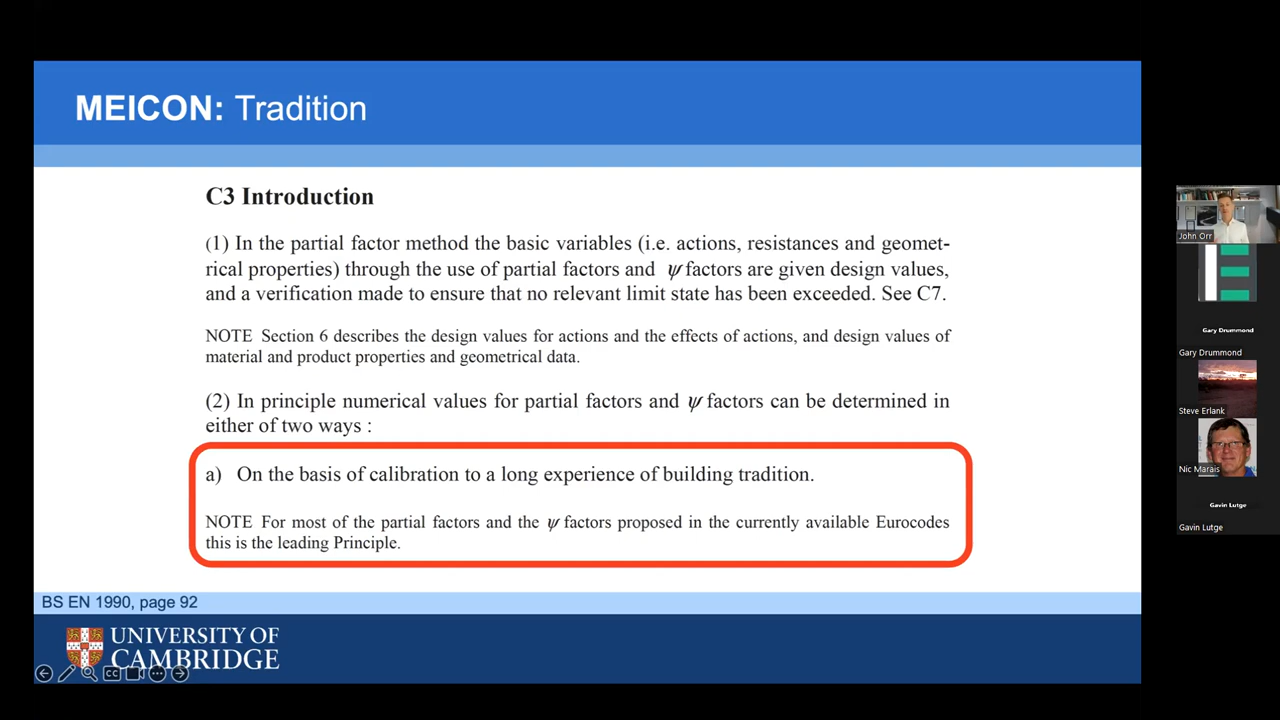 MEICON: Tradition
C3 Introduction
(1) In the partial factor method the basic variables (i.e. actions, resistances and geomet-
rical properties) through the use of partial factors and ψ factors are given design values,
and a verification made to ensure that no relevant limit state has been exceeded. See C7.
NOTE Section 6 describes the design values for actions and the effects of actions, and design values of
material and product properties and geometrical data.
(2) In principle numerical values for partial factors and ψ factors can be determined in
either of two ways :
a) On the basis of calibration to a long experience of building tradition.
NOTE For most of the partial factors and the ψ factors proposed in the currently available Eurocodes
this is the leading Principle.
BS EN 1990, page 92
UNIVERSITY OF
CAMBRIDGE
CC
John Orr
Gary Drummond
Gary Drummond
Steve Erlank
Nic Marais
Gavin Lutge
Gavin Lutge